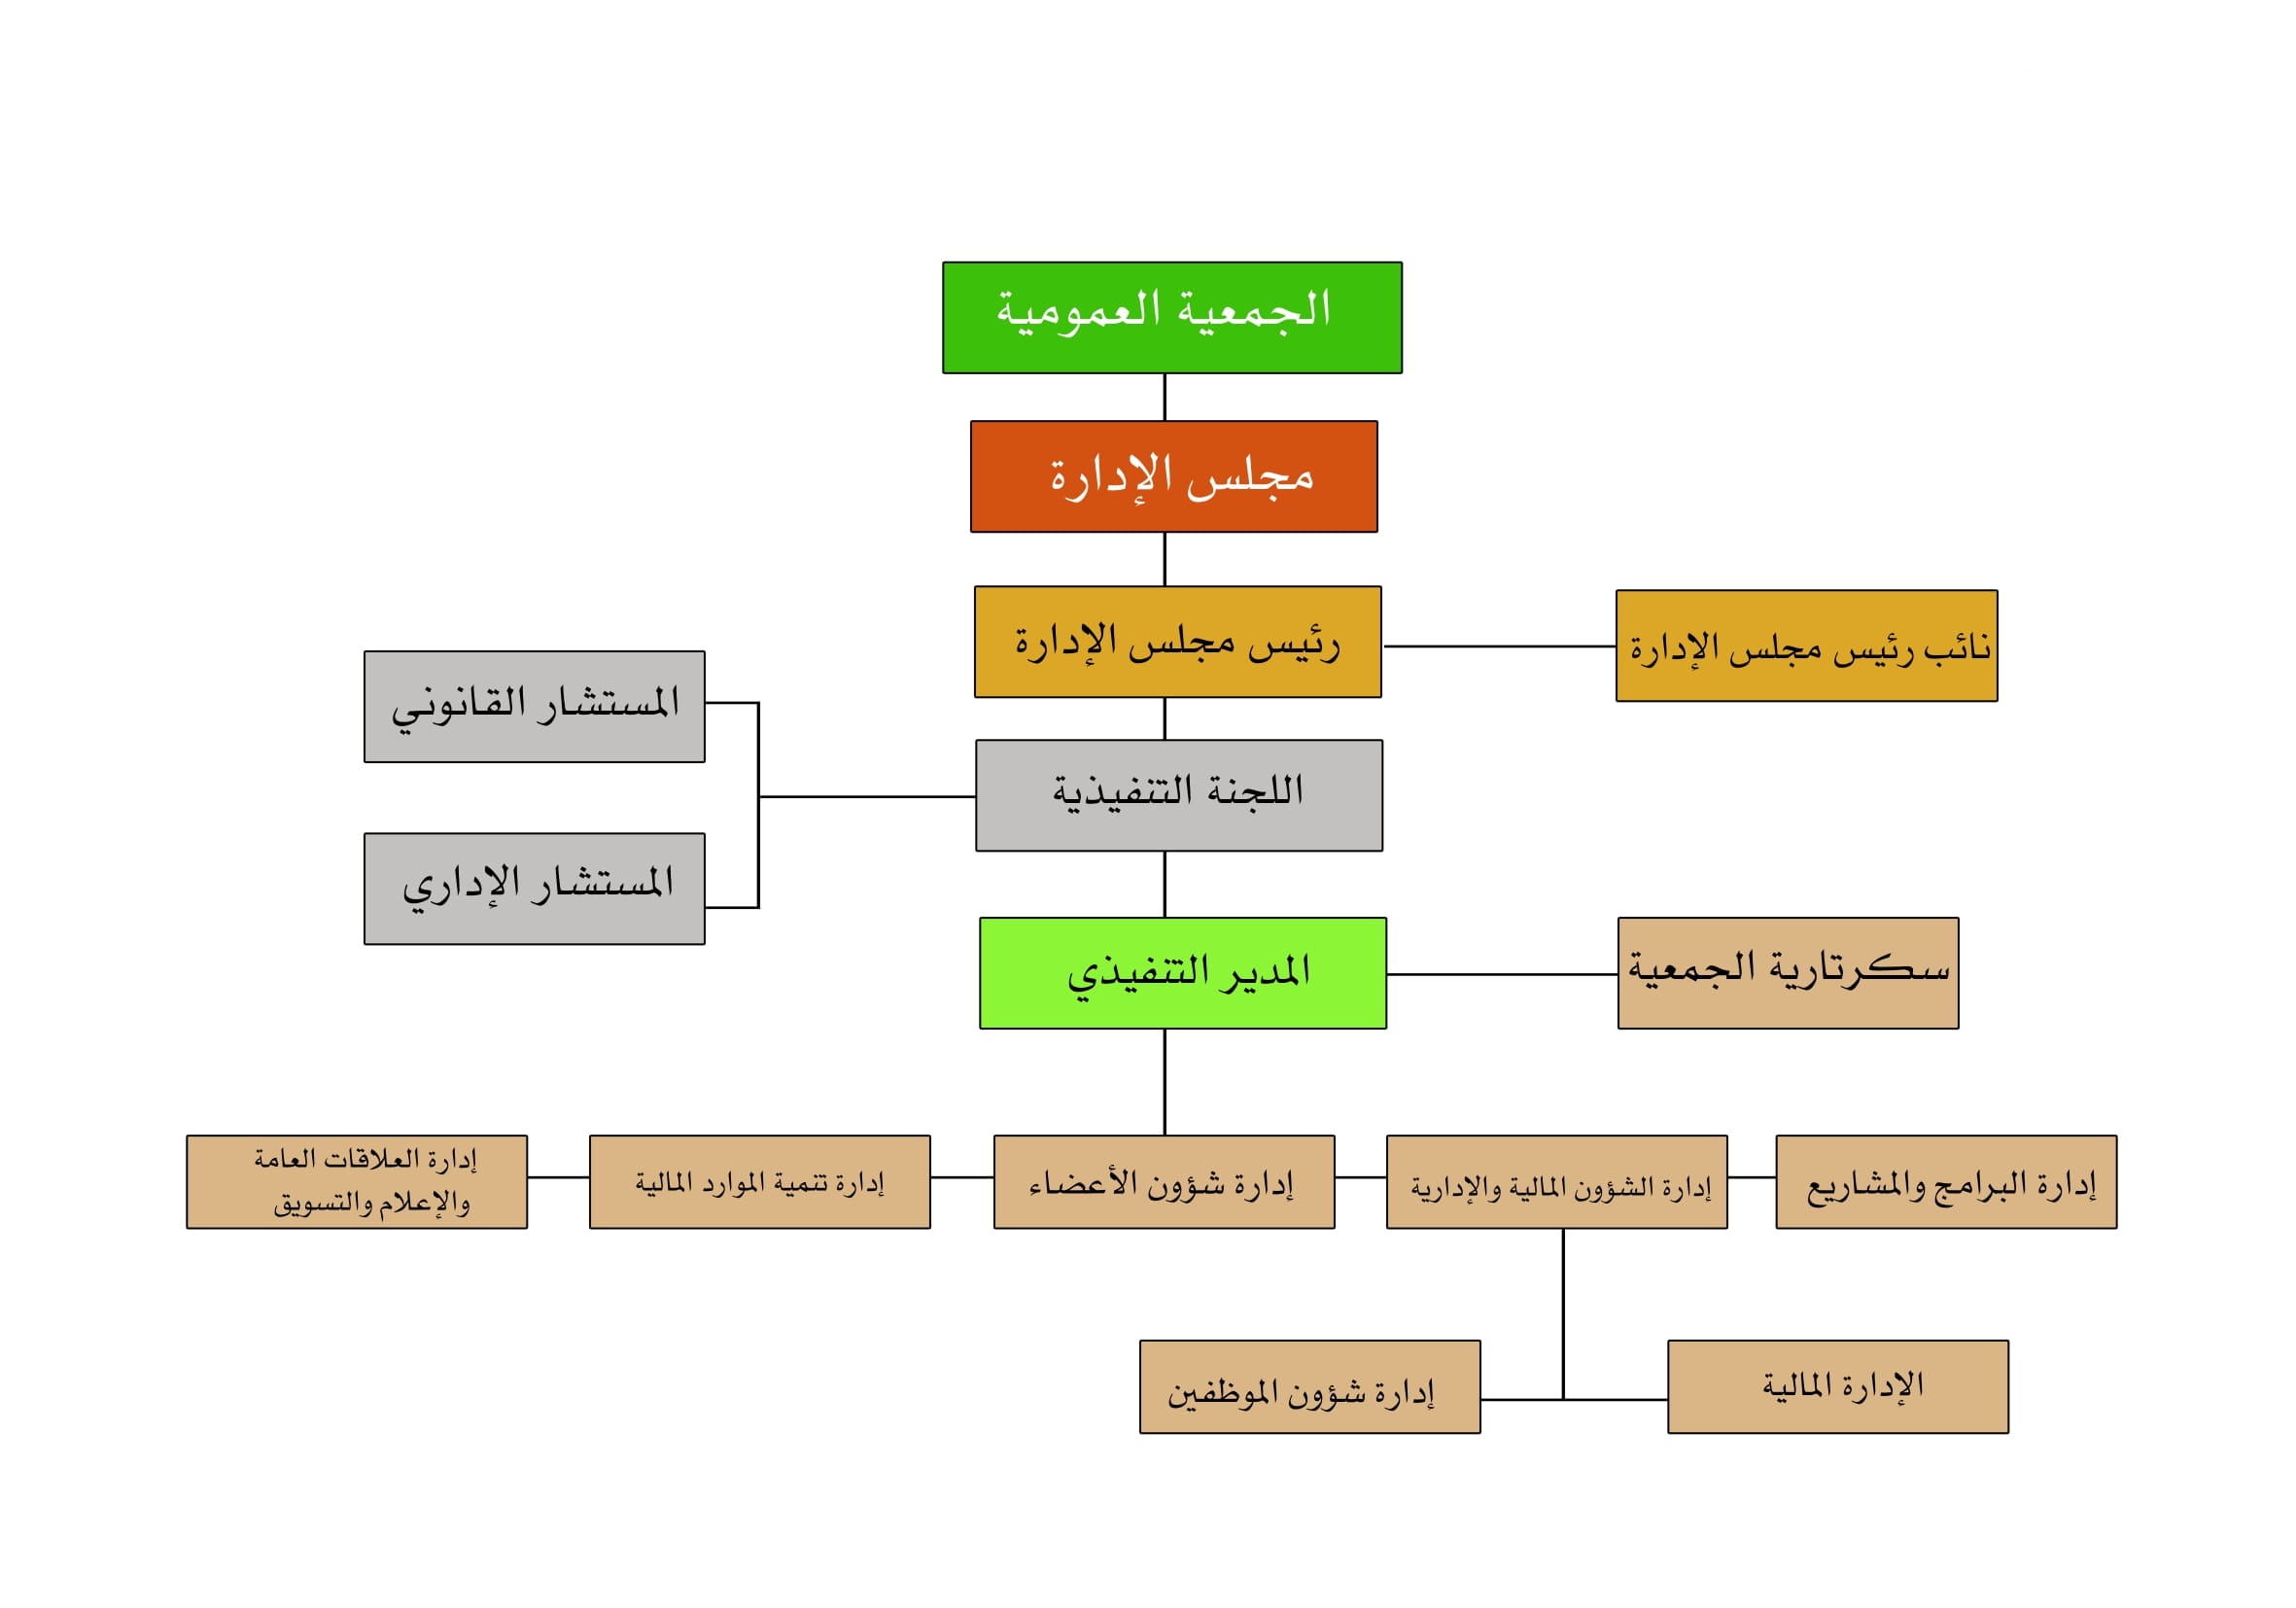 الجمعية العمومية
مجلس الإدارة
نائب رئيس مجلس الإدارة
رئيس مجلس الإدارة
المستشار القانوني
اللجنة التنفيذية
المستشار الإداري
سكرتارية الجمعية
المدير التنفيذي
إدارة البرامج والمشاريع
إدارة الشؤون المالية والإدارية
إدارة شؤون الأعضاء
إدارة تنمية الموارد المالية
إدارة العلاقات العامة
والإعلام والتسويق
الإدارة المالية
إدارة شؤون الموظفين